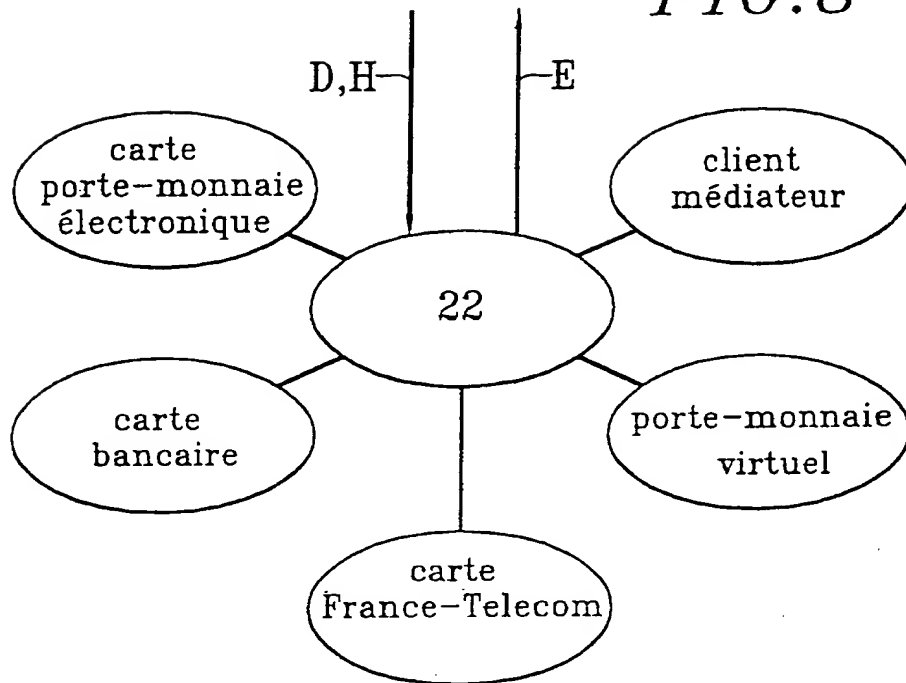 D,H
E
carte
porte-monnaie
électronique
client
médiateur
22
carte
bancaire
porte-monnaie
virtuel
carte
France-Telecom